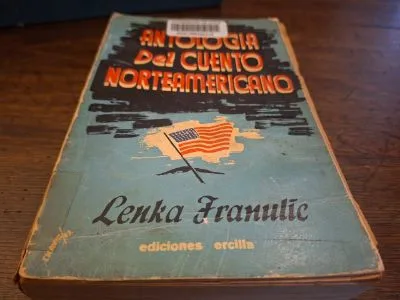 ANTOLOGIA
Del CUENTO
NORTEAMERICANO
Lenka Franulic
ediciones ercilla